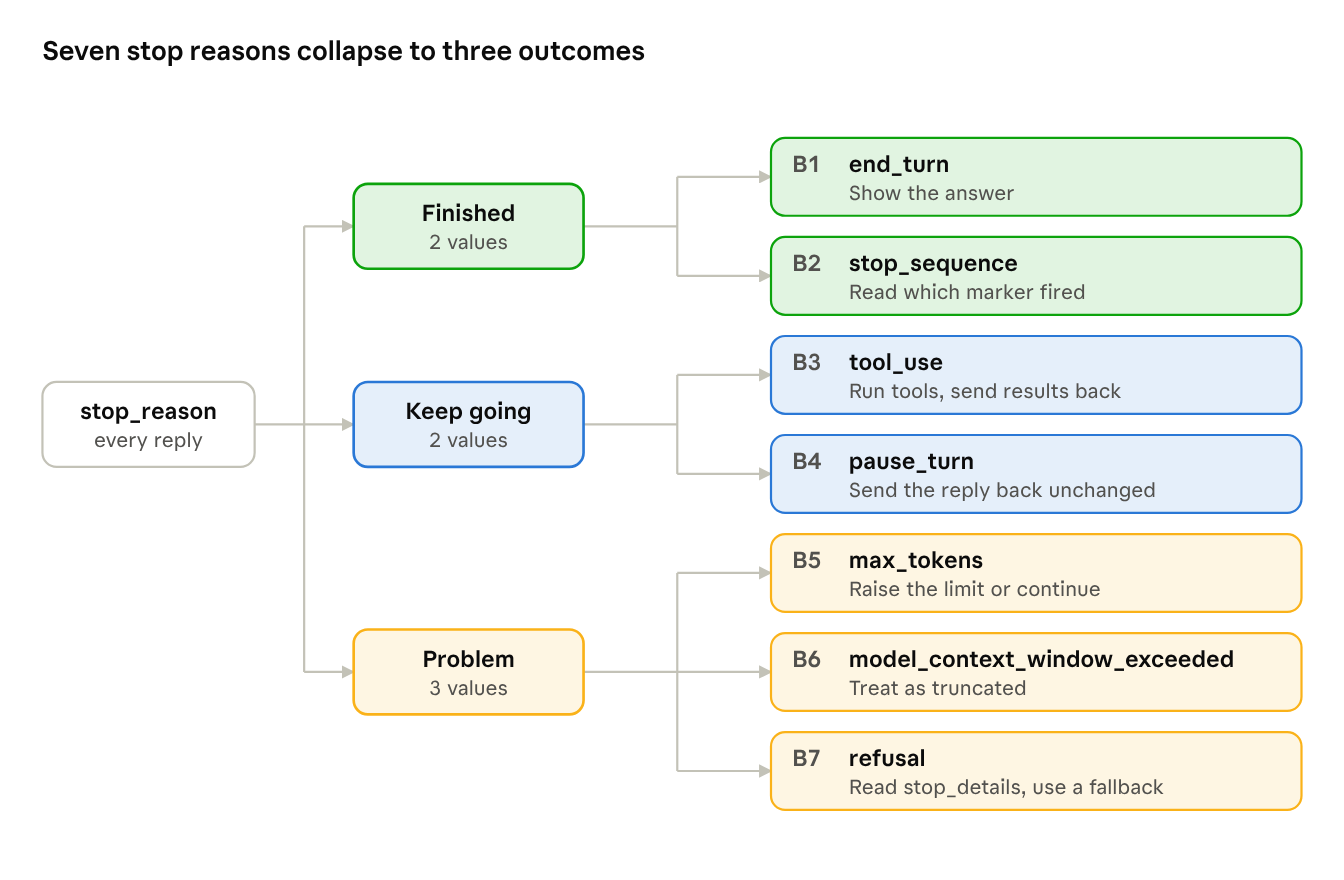 Seven stop reasons collapse to three outcomes
stop_reason
every reply
Finished
2 values
Keep going
2 values
Problem
3 values
B1 end_turn
Show the answer
B2 stop_sequence
Read which marker fired
B3 tool_use
Run tools, send results back
B4 pause_turn
Send the reply back unchanged
B5 max_tokens
Raise the limit or continue
B6 model_context_window_exceeded
Treat as truncated
B7 refusal
Read stop_details, use a fallback